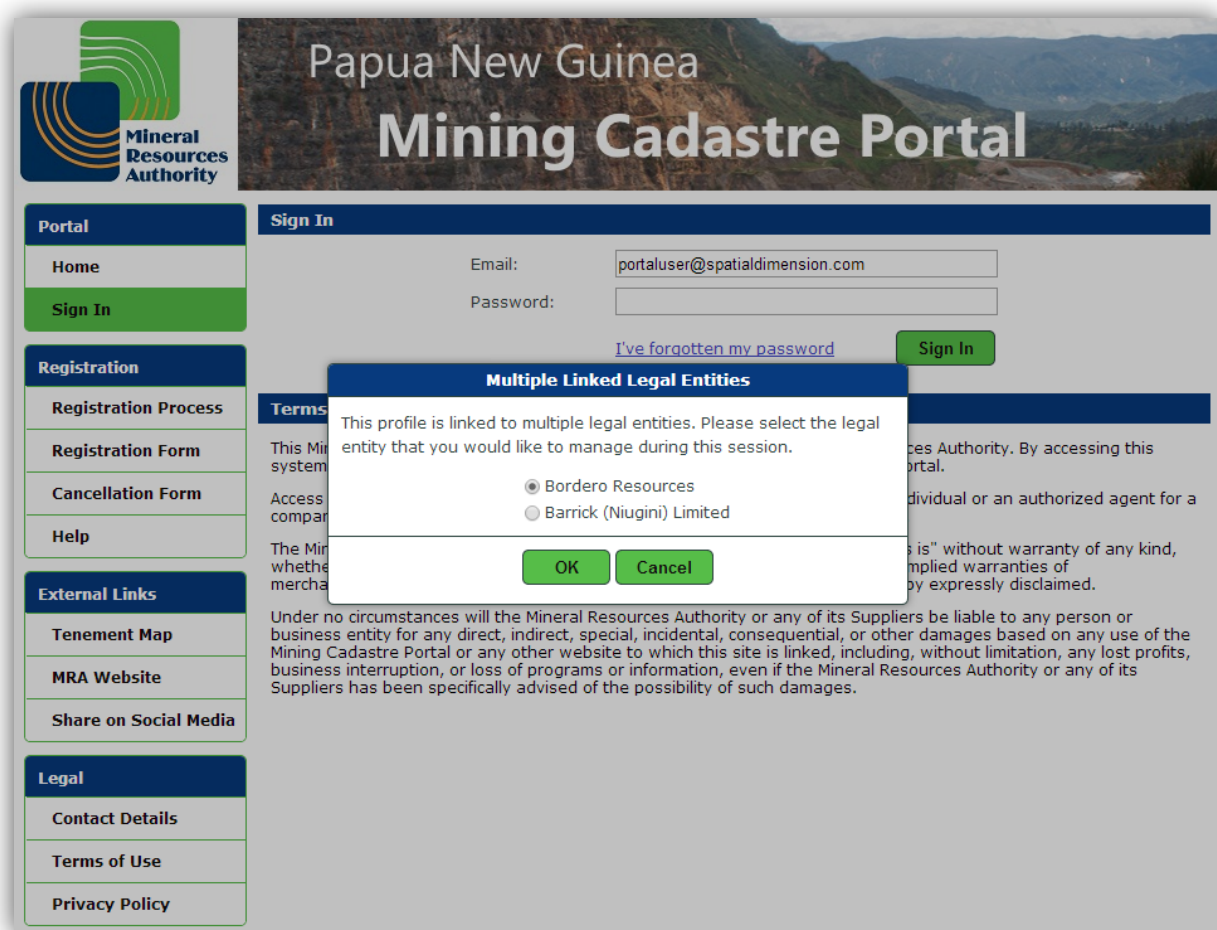 Mineral
Resources
Authority
Papua New Guinea
Mining Cadastre Portal
Portal
Home
Sign In
Registration
Registration Process
Registration Form
Cancellation Form
Help
External Links
Tenement Map
MRA Website
Share on Social Media
Legal
Contact Details
Terms of Use
Privacy Policy
Sign In
Email: portaluser@spatialdimension.com
Password:
I've forgotten my password Sign In
Multiple Linked Legal Entities
This profile is linked to multiple legal entities. Please select the legal
entity that you would like to manage during this session.
Bordero Resources
Barrick (Niugini) Limited
OK Cancel
Terms
This ces Authority. By accessing this
system
Access dividual or an authorized agent for a
The s is" without warranty of any kind,
mplied warranties of
by expressly disclaimed.
Under no circumstances will the Mineral Resources Authority or any of its Suppliers be liable to any person or
business entity for any direct, indirect, special, incidental, consequential, or other damages based on any use of the
Mining Cadastre Portal or any other website to which this site is linked, including, without limitation, any lost profits,
business interruption, or loss of programs or information, even if the Mineral Resources Authority or any of its
Suppliers has been specifically advised of the possibility of such damages.